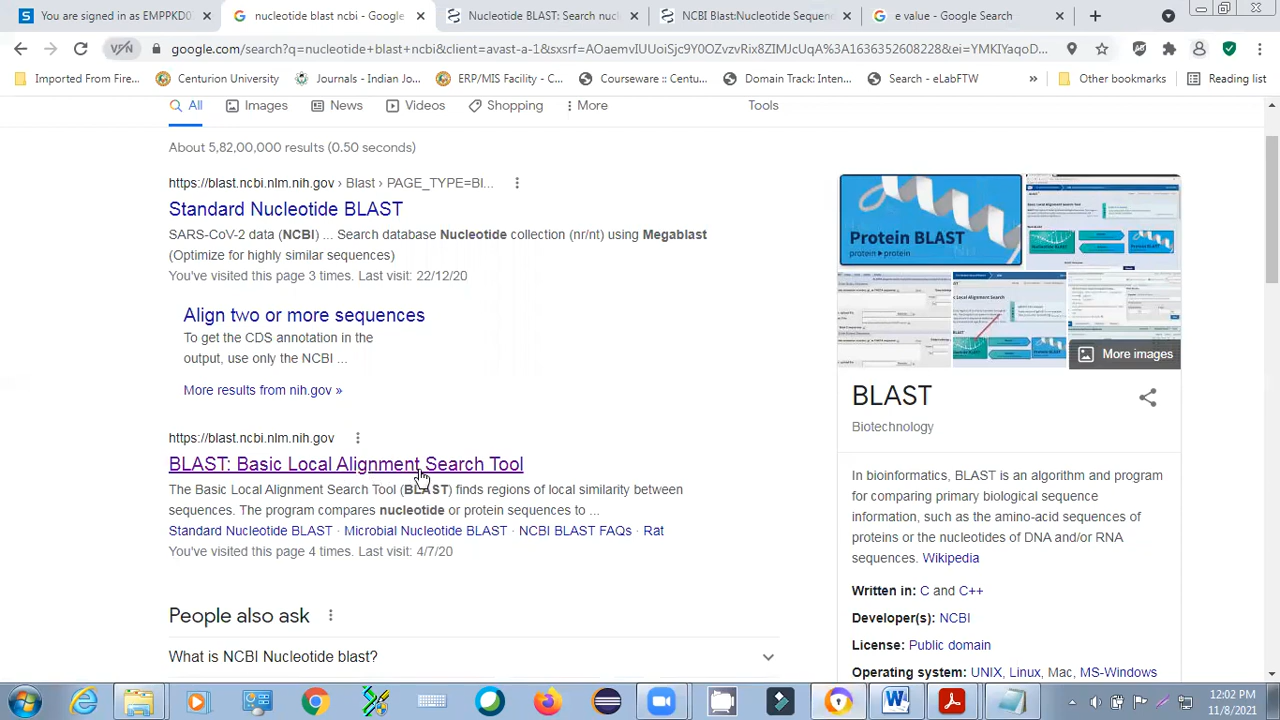 You are signed in as EMPPKD0
nucleotide blast ncbi - Google
Nucleotide BLAST: Search nuc
NCBI Blast:Nucleotide Sequenc
e value - Google Search
google.com/search?q=nucleotide+blast+ncbi&client=avast-a-1&sxsrf=AOaemvIUUoiSjc9Y0OZvzvRix8ZIMJcUqA%3A1636352608228&ei=YMKIYaqoD...
Imported From Fire...
Centurion University
Journals - Indian Jo...
ERP/MIS Facility - C...
Courseware :: Centu...
Domain Track: Inten...
Search - eLabFTW
»
Other bookmarks
Reading list
All
Images
News
Videos
Shopping
More
Tools
About 5,82,00,000 results (0.50 seconds)
https://blast.ncbi.nlm.nih.gov › Blast › PAGE_TYPE=Bl...
Standard Nucleotide BLAST
SARS-CoV-2 data (NCBI) ... Search database Nucleotide collection (nr/nt) using Megablast
(Optimize for highly similar sequences)
You've visited this page 3 times. Last visit: 22/12/20
Align two or more sequences
To get the CDS annotation in the
output, use only the NCBI ...
More results from nih.gov »
https://blast.ncbi.nlm.nih.gov
BLAST: Basic Local Alignment Search Tool
The Basic Local Alignment Search Tool (BLAST) finds regions of local similarity between
sequences. The program compares nucleotide or protein sequences to ...
Standard Nucleotide BLAST · Microbial Nucleotide BLAST · NCBI BLAST FAQs · Rat
You've visited this page 4 times. Last visit: 4/7/20
People also ask
What is NCBI Nucleotide blast?
Protein BLAST
protein ▸ protein
More images
BLAST
Biotechnology
In bioinformatics, BLAST is an algorithm and program
for comparing primary biological sequence
information, such as the amino-acid sequences of
proteins or the nucleotides of DNA and/or RNA
sequences. Wikipedia
Written in: C and C++
Developer(s): NCBI
License: Public domain
Operating system: UNIX, Linux, Mac, MS-Windows
12:02 PM
11/8/2021